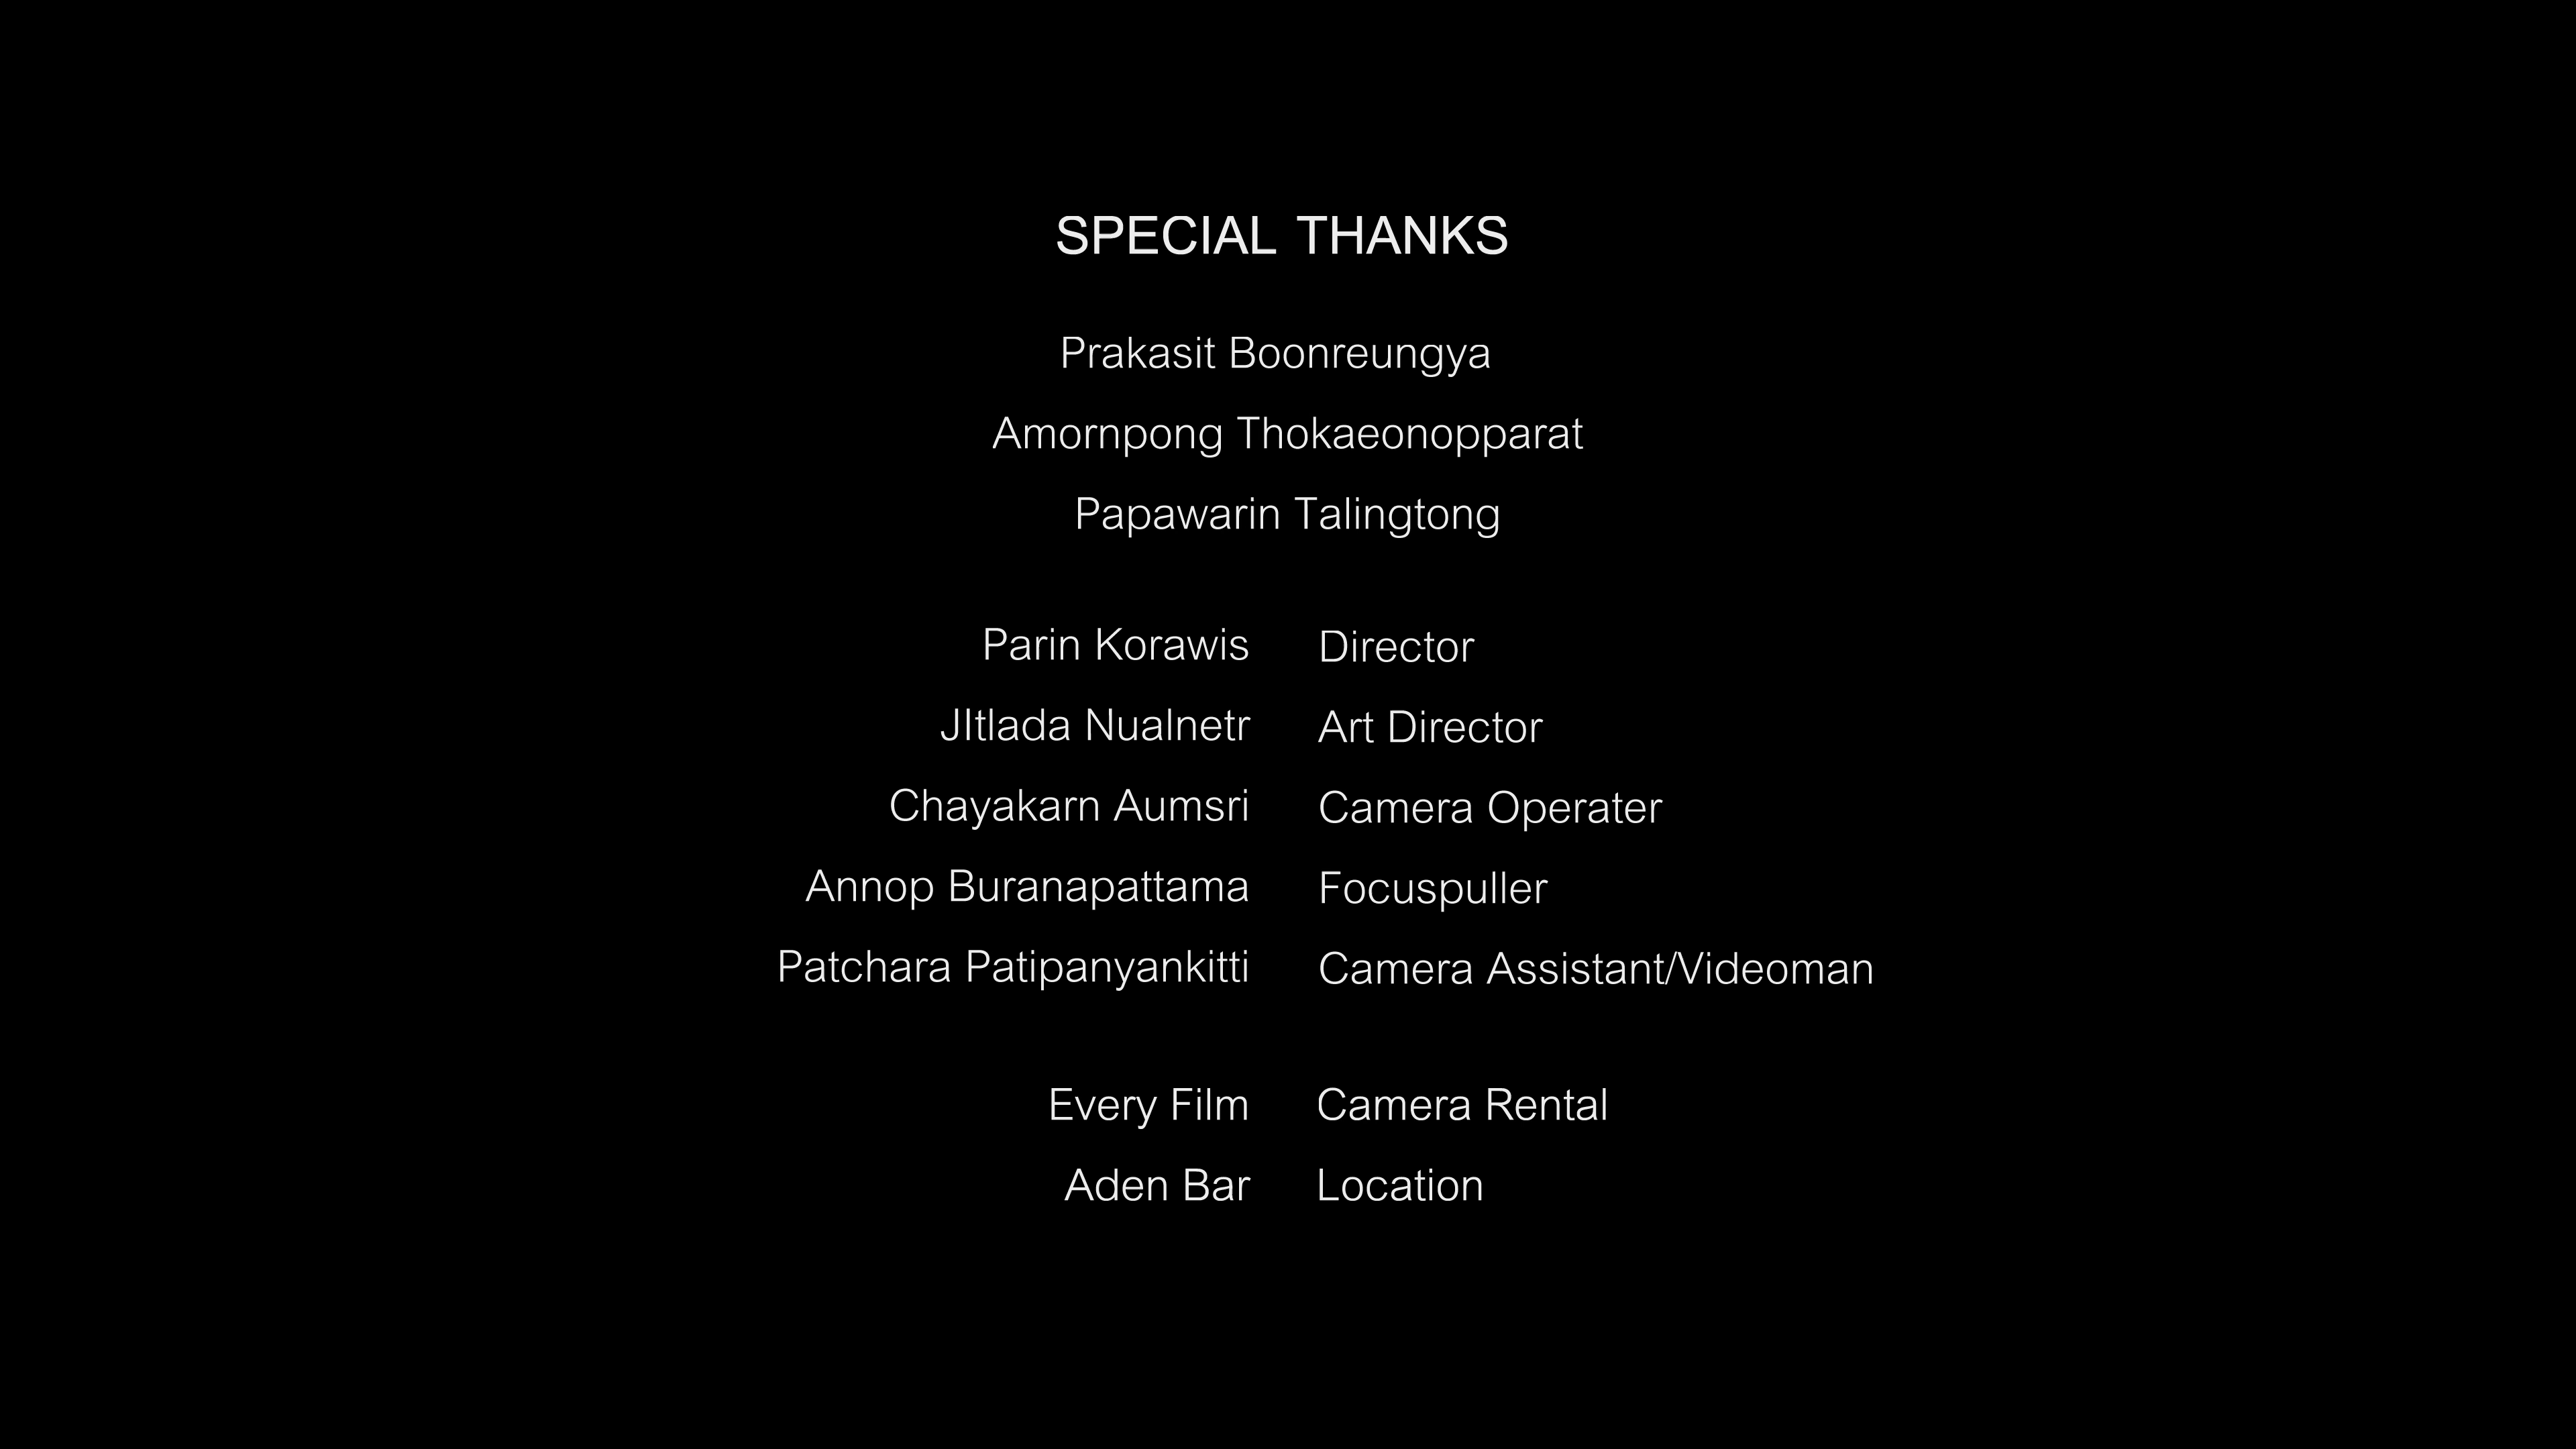 SPECIAL THANKS
Prakasit Boonreungya
Amornpong Thokaeonopparat
Papawarin Talingtong
Parin Korawis Director
JItlada Nualnetr Art Director
Chayakarn Aumsri Camera Operater
Annop Buranapattama Focuspuller
Patchara Patipanyankitti Camera Assistant/Videoman
Every Film Camera Rental
Aden Bar Location